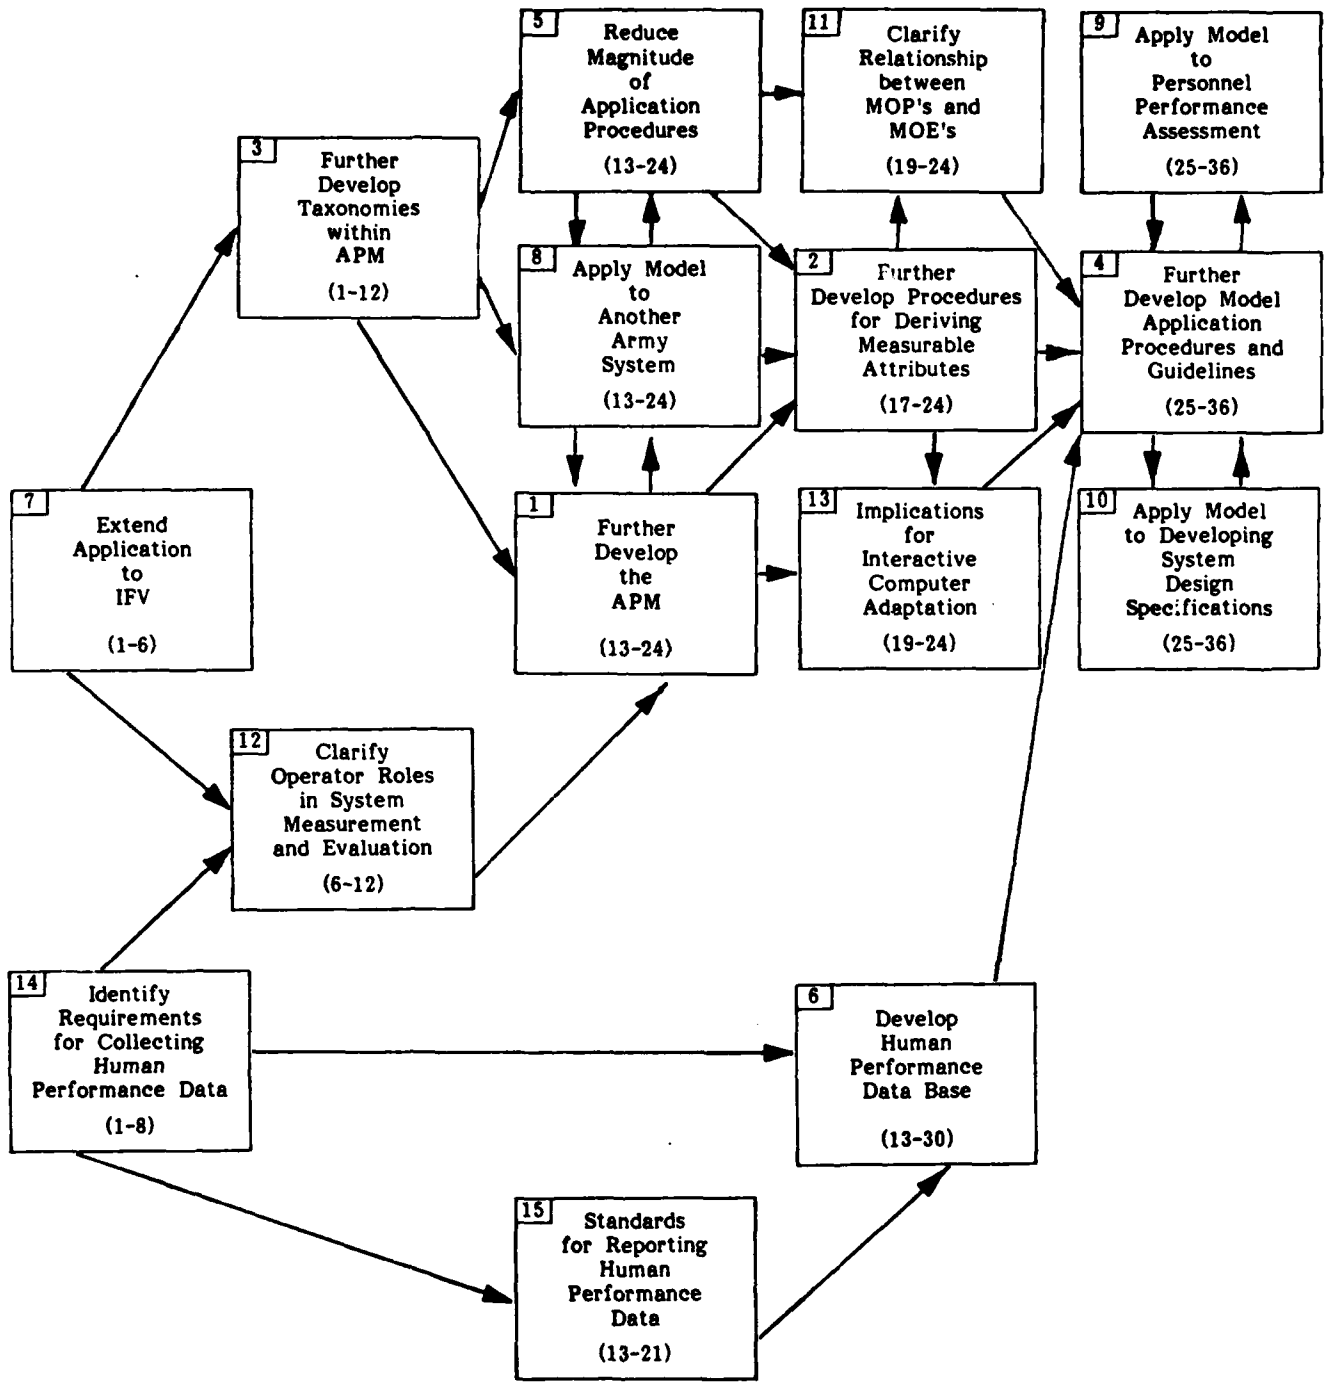 5
Reduce
Magnitude
of
Application
Procedures
(13-24)
11
Clarify
Relationship
between
MOP's and
MOE's
(19-24)
9
Apply Model
to
Personnel
Performance
Assessment
(25-36)
3
Further
Develop
Taxonomies
within
APM
(1-12)
8
Apply Model
to
Another
Army
System
(13-24)
2
Further
Develop Procedures
for Deriving
Measurable
Attributes
(17-24)
4
Further
Develop Model
Application
Procedures and
Guidelines
(25-36)
7
Extend
Application
to
IFV
(1-6)
1
Further
Develop
the
APM
(13-24)
13
Implications
for
Interactive
Computer
Adaptation
(19-24)
10
Apply Model
to Developing
System
Design
Specifications
(25-36)
12
Clarify
Operator Roles
in System
Measurement
and Evaluation
(6-12)
14
Identify
Requirements
for Collecting
Human
Performance Data
(1-8)
6
Develop
Human
Performance
Data Base
(13-30)
15
Standards
for Reporting
Human
Performance
Data
(13-21)